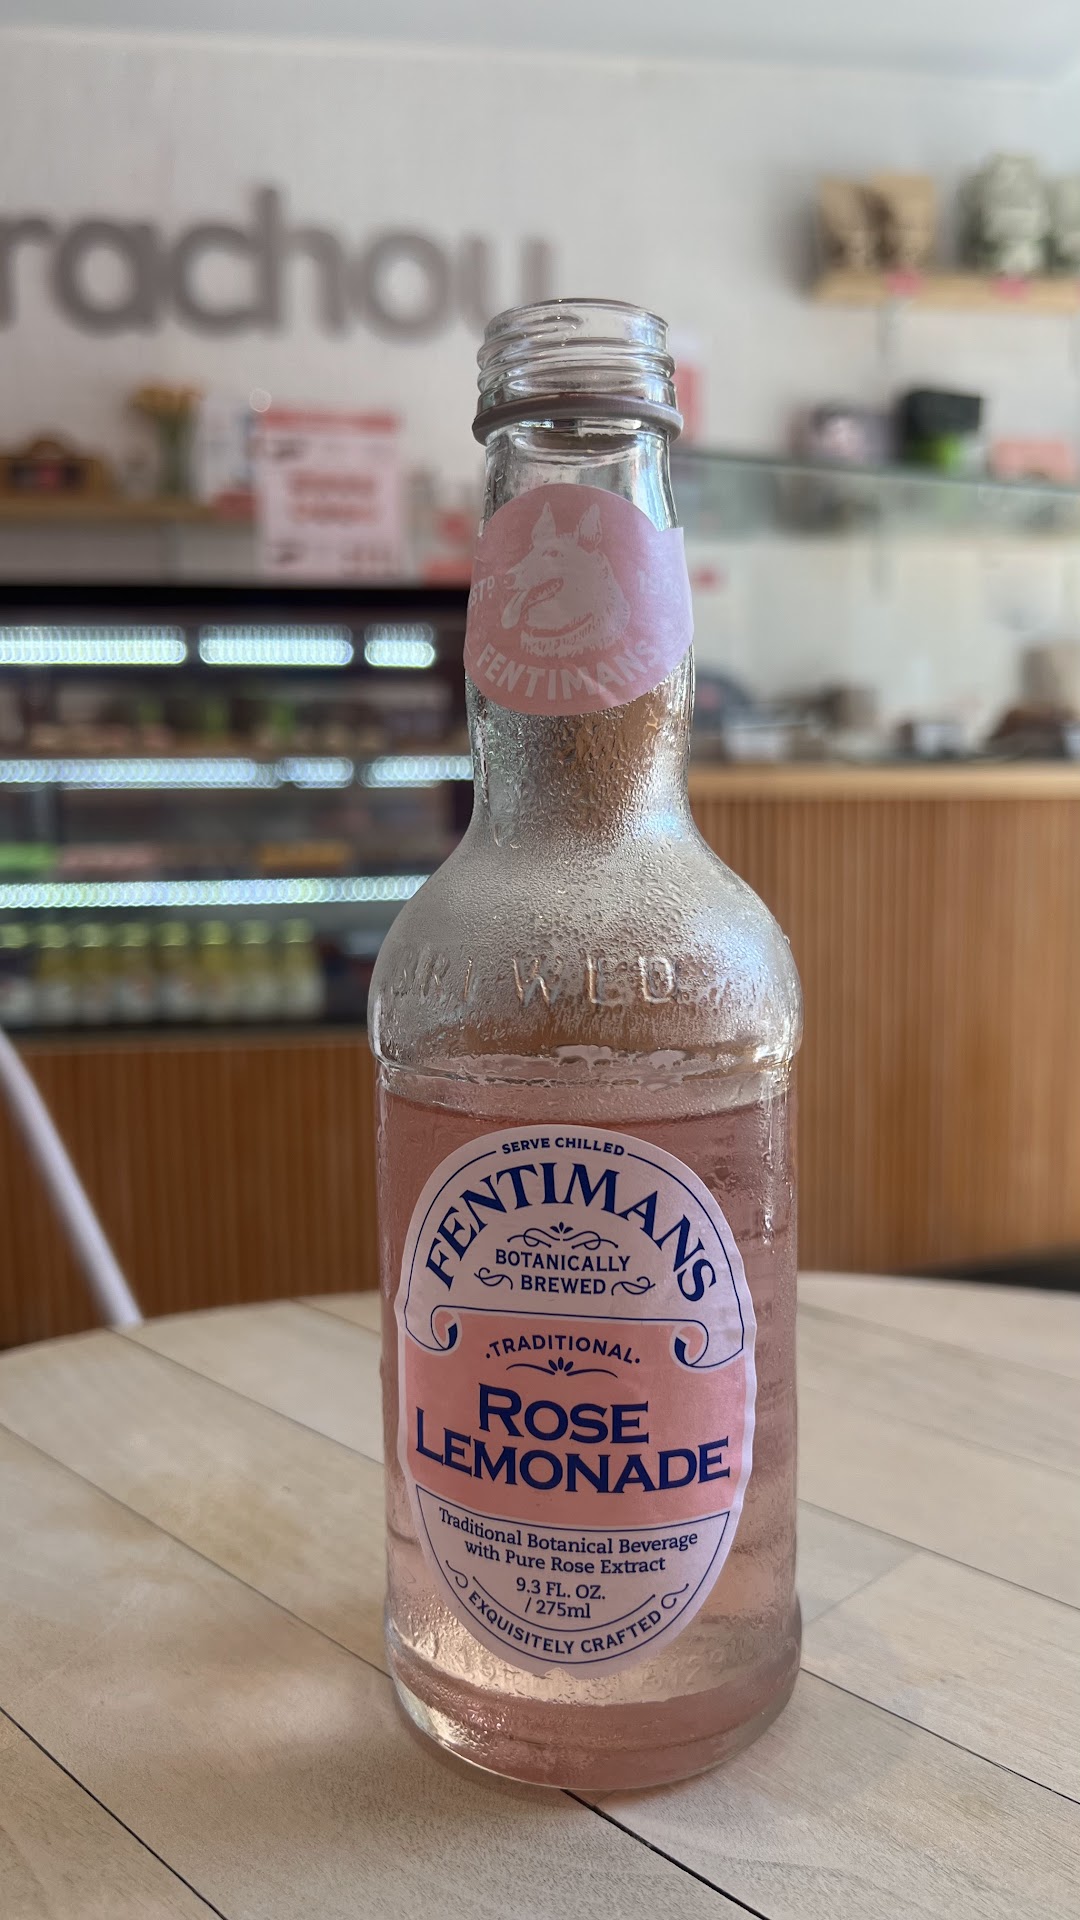 rachou
FENTIMANS
BREWED
SERVE CHILLED
FENTIMANS
BOTANICALLY
BREWED
·TRADITIONAL·
ROSE
LEMONADE
Traditional Botanical Beverage
with Pure Rose Extract
9.3 FL. OZ.
/ 275ml
EXQUISITELY CRAFTED